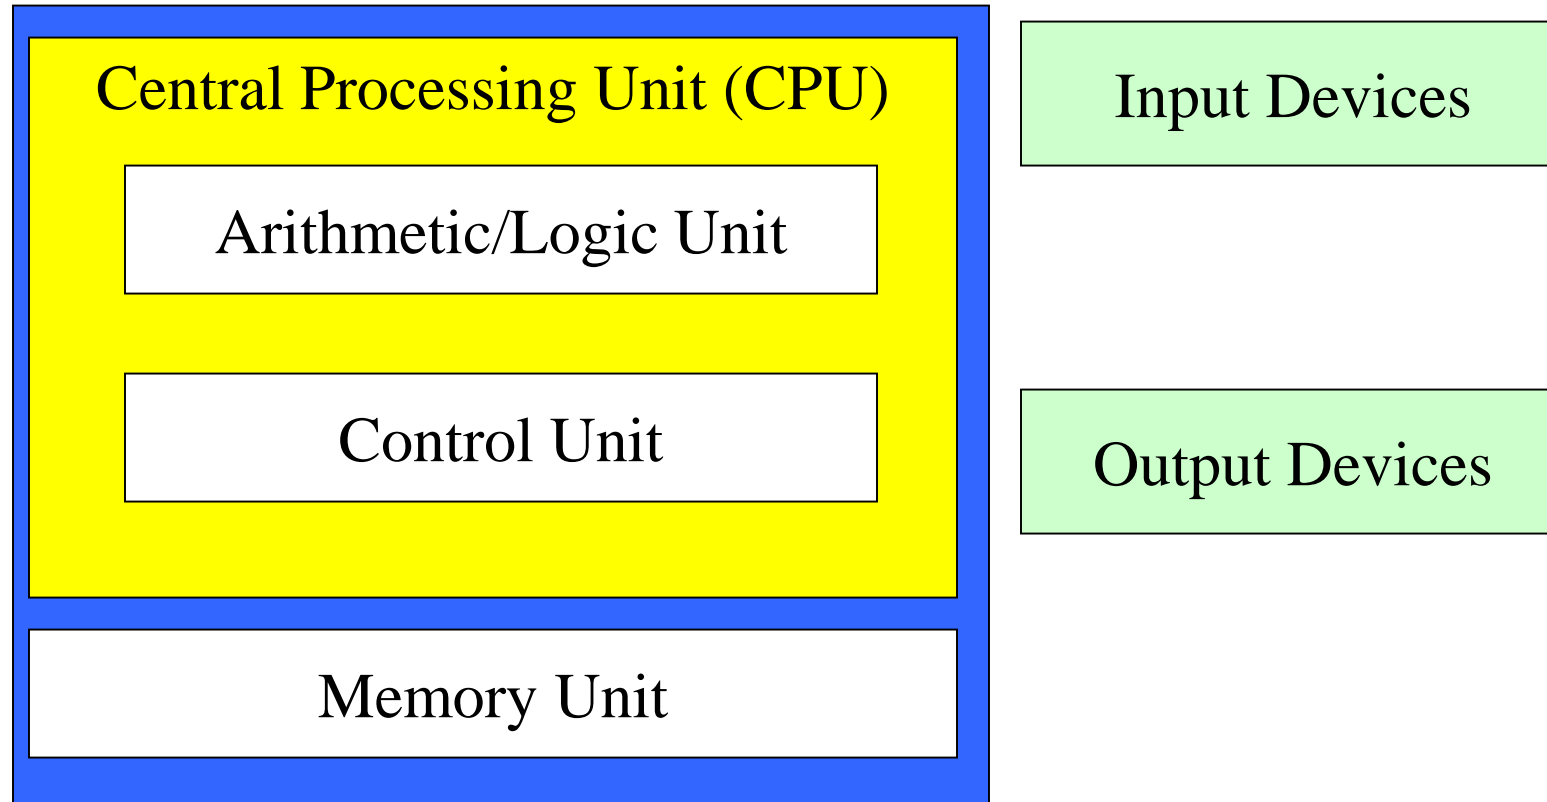 Central Processing Unit (CPU)
Arithmetic/Logic Unit
Control Unit
Memory Unit
Input Devices
Output Devices